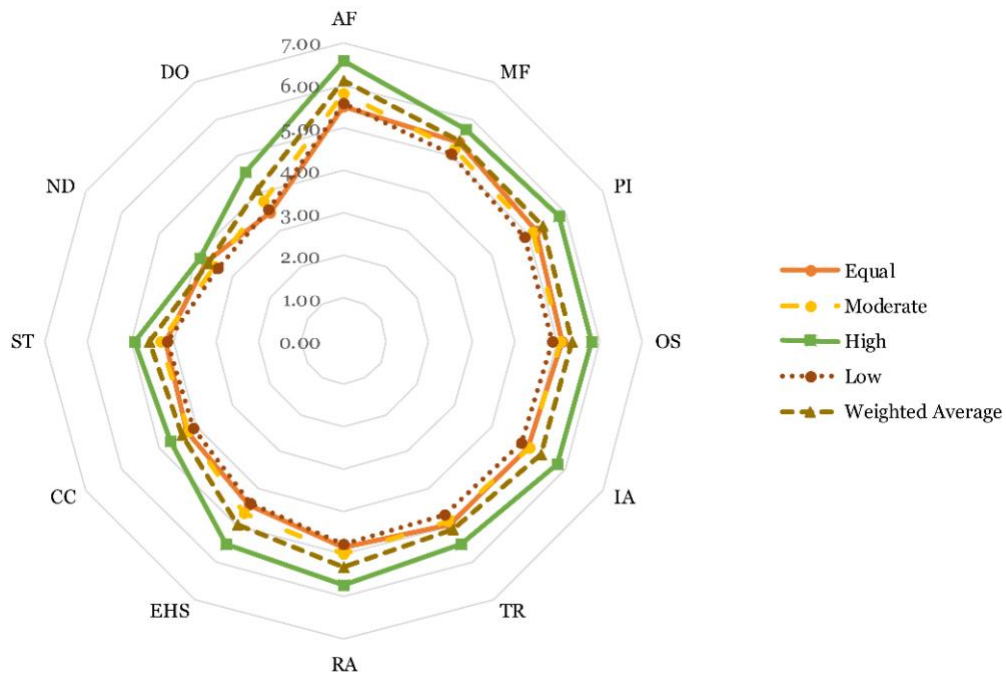 AF
MF
PI
OS
IA
TR
RA
EHS
CC
ST
ND
DO
7.00
6.00
5.00
4.00
3.00
2.00
1.00
0.00
Equal
Moderate
High
Low
Weighted Average